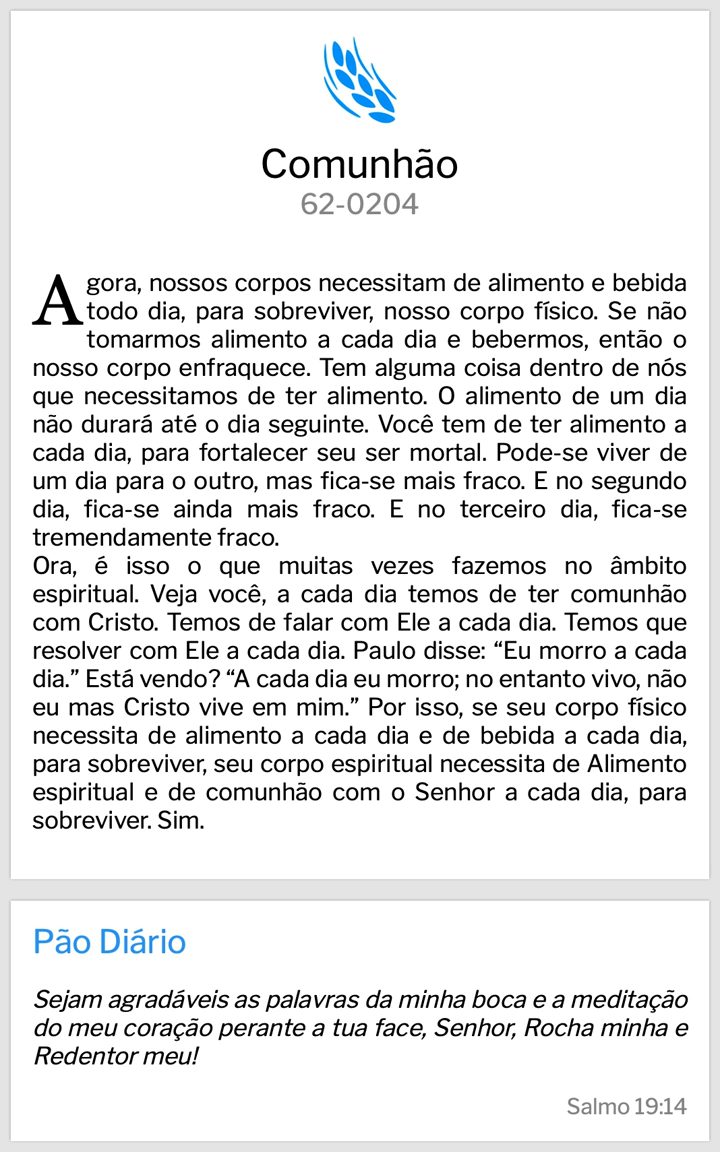 Comunhão
62-0204
Agora, nossos corpos necessitam de alimento e bebida
todo dia, para sobreviver, nosso corpo físico. Se não
tomarmos alimento a cada dia e bebermos, então o
nosso corpo enfraquece. Tem alguma coisa dentro de nós
que necessitamos de ter alimento. O alimento de um dia
não durará até o dia seguinte. Você tem de ter alimento a
cada dia, para fortalecer seu ser mortal. Pode-se viver de
um dia para o outro, mas fica-se mais fraco. E no segundo
dia, fica-se ainda mais fraco. E no terceiro dia, fica-se
tremendamente fraco.
Ora, é isso o que muitas vezes fazemos no âmbito
espiritual. Veja você, a cada dia temos de ter comunhão
com Cristo. Temos de falar com Ele a cada dia. Temos que
resolver com Ele a cada dia. Paulo disse: “Eu morro a cada
dia.” Está vendo? “A cada dia eu morro; no entanto vivo, não
eu mas Cristo vive em mim.” Por isso, se seu corpo físico
necessita de alimento a cada dia e de bebida a cada dia,
para sobreviver, seu corpo espiritual necessita de Alimento
espiritual e de comunhão com o Senhor a cada dia, para
sobreviver. Sim.
Pão Diário
Sejam agradáveis as palavras da minha boca e a meditação
do meu coração perante a tua face, Senhor, Rocha minha e
Redentor meu!
Salmo 19:14